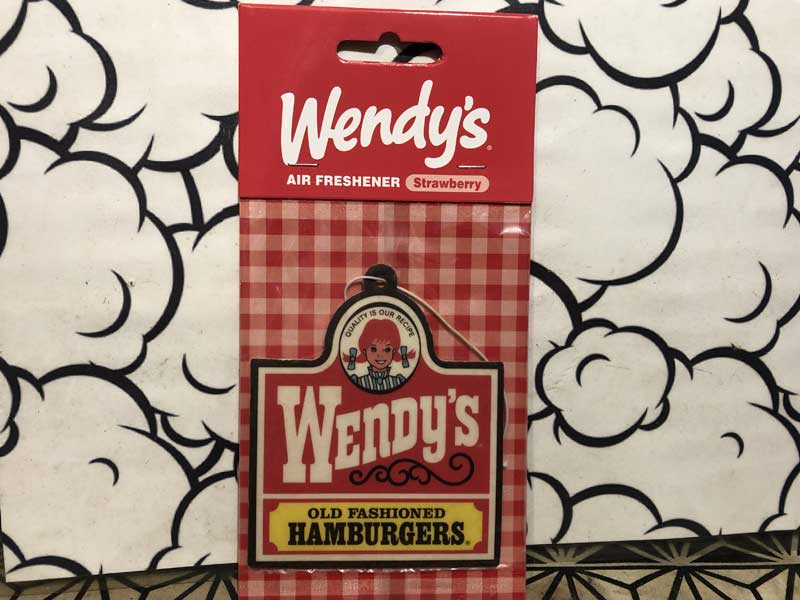 Wendy's®
AIR FRESHENER Strawberry
QUALITY IS OUR RECIPE
WENDY'S
OLD FASHIONED
HAMBURGERS®